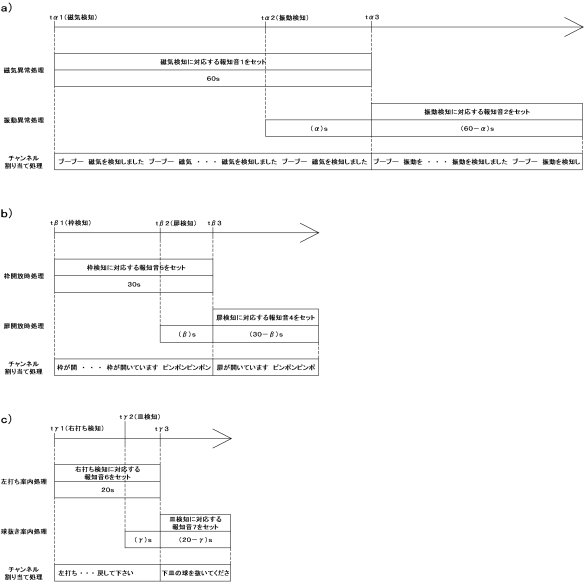 a)
tα1(磁気検知) tα2(振動検知) tα3
磁気異常処理
磁気検知に対応する報知音1をセット
60s
振動異常処理
振動検知に対応する報知音2をセット
(α)s (60-α)s
チャンネル
割り当て処理
ブーブー 磁気を検知しました ブーブー 磁気 ・・・ 磁気を検知しました ブーブー 磁気を検知しました ブーブー 振動を ・・・ 振動を検知しました ブーブー 振動を検知し
b)
tβ1(枠検知) tβ2(扉検知) tβ3
枠開放時処理
枠検知に対応する報知音5をセット
30s
扉開放時処理
扉検知に対応する報知音4をセット
(β)s (30-β)s
チャンネル
割り当て処理
枠が開 ・・・ 枠が開いています ピンポンピンポン 扉が開いています ピンポンピンポ
c)
tγ2(皿検知)
tγ1(右打ち検知) tγ3
左打ち案内処理
右打ち検知に対応する
報知音6をセット
20s
球抜き案内処理
皿検知に対応する
報知音7をセット
(γ)s (20-γ)s
チャンネル
割り当て処理
左打ち・・・戻して下さい 下皿の球を抜いてくださ